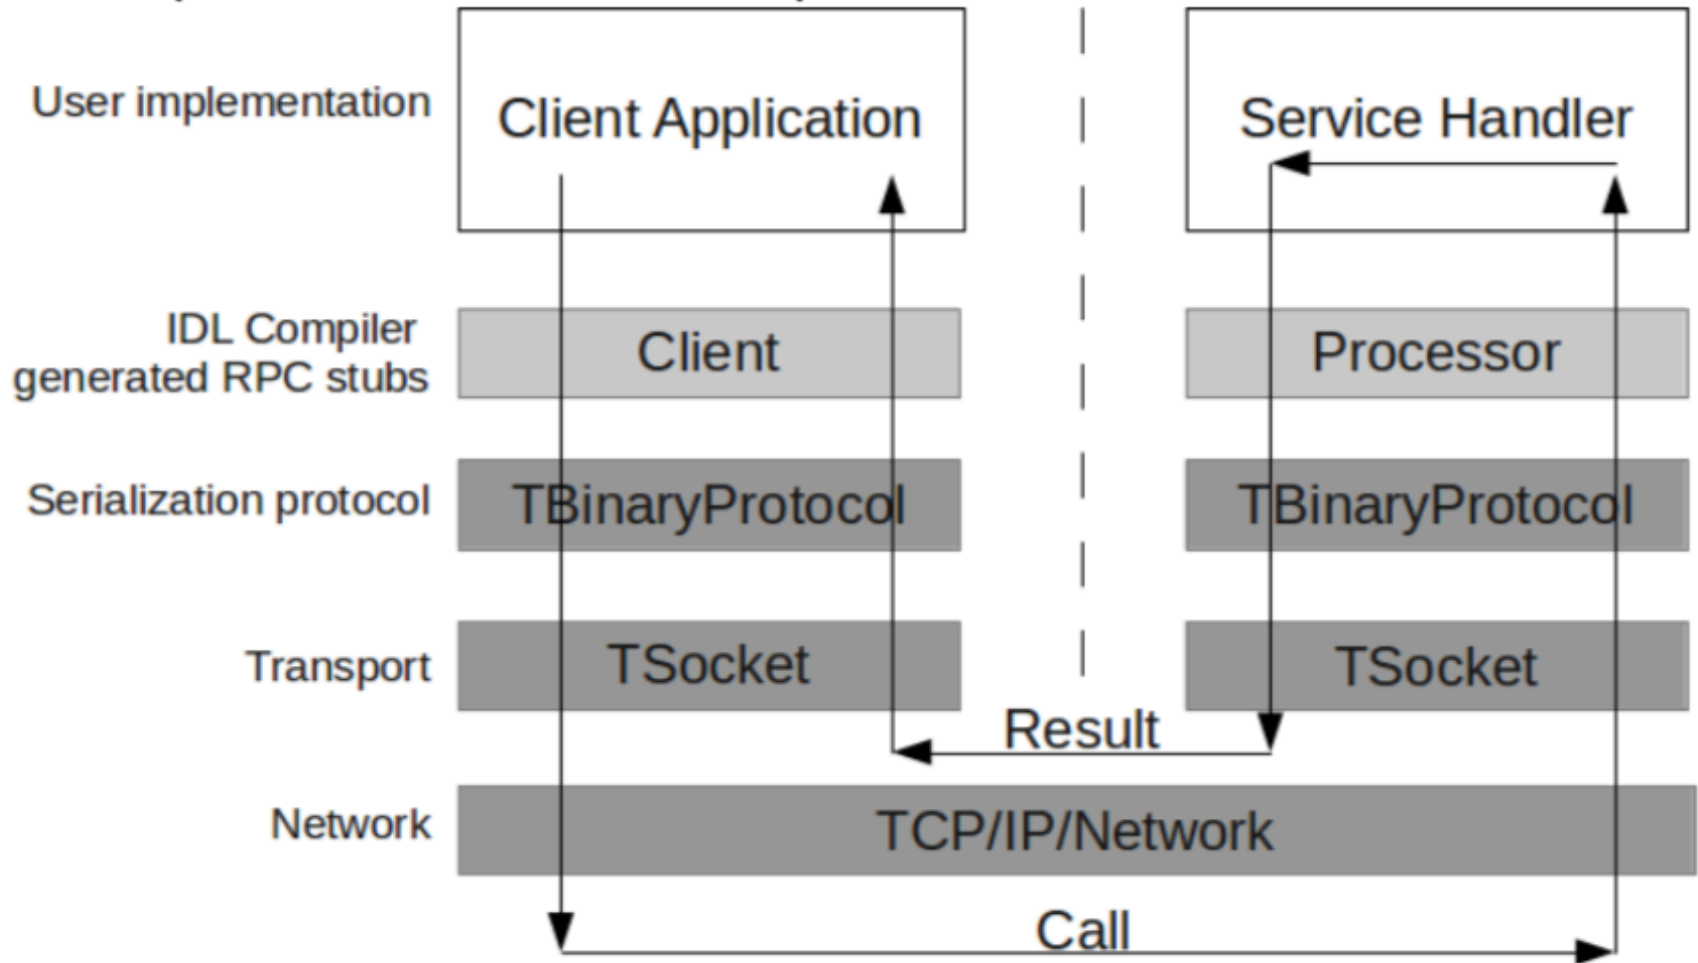 User implementation
Client Application
Service Handler
IDL Compiler
generated RPC stubs
Client
Processor
Serialization protocol
TBinaryProtocol
TBinaryProtocol
Transport
TSocket
TSocket
Result
Network
TCP/IP/Network
Call